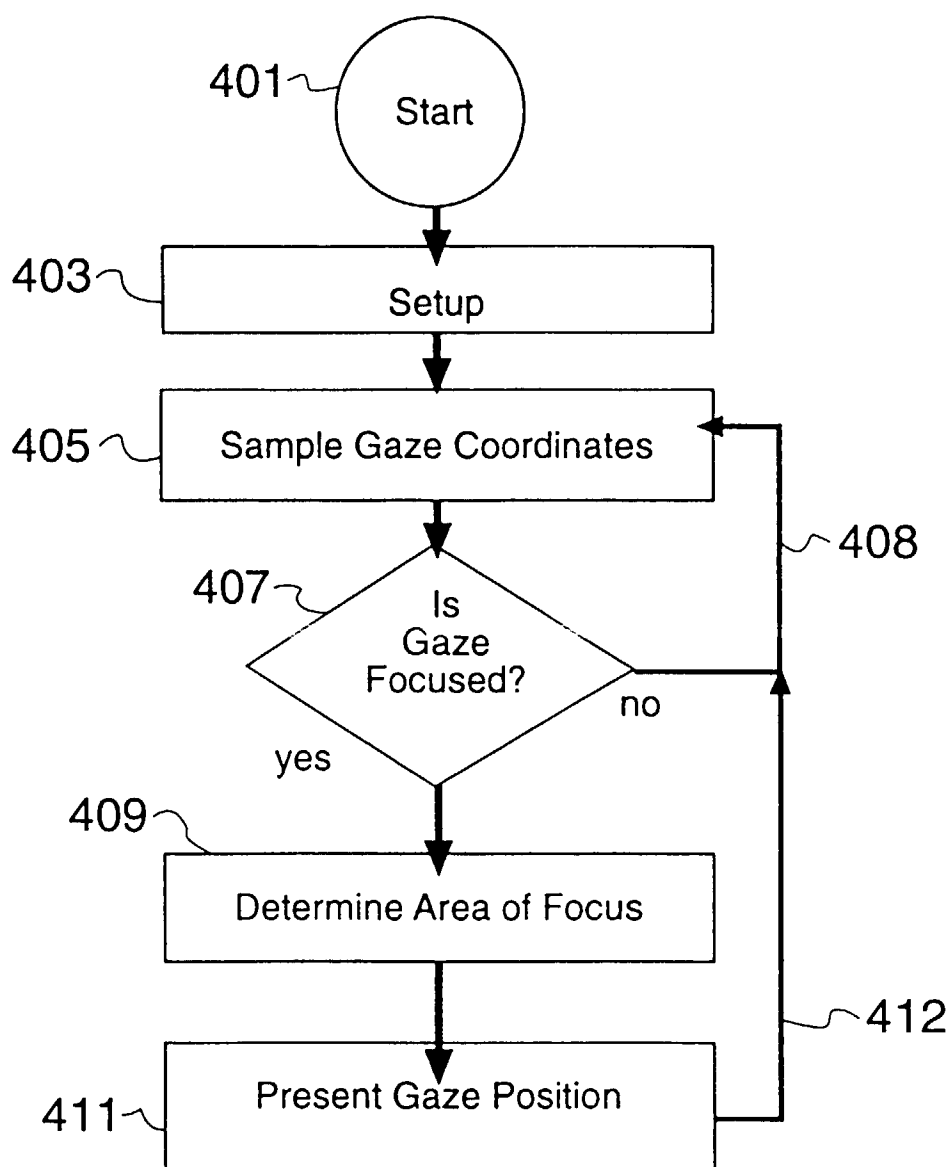 401
Start
403
Setup
405
Sample Gaze Coordinates
408
407
Is
Gaze
Focused?
no
yes
409
Determine Area of Focus
412
411
Present Gaze Position